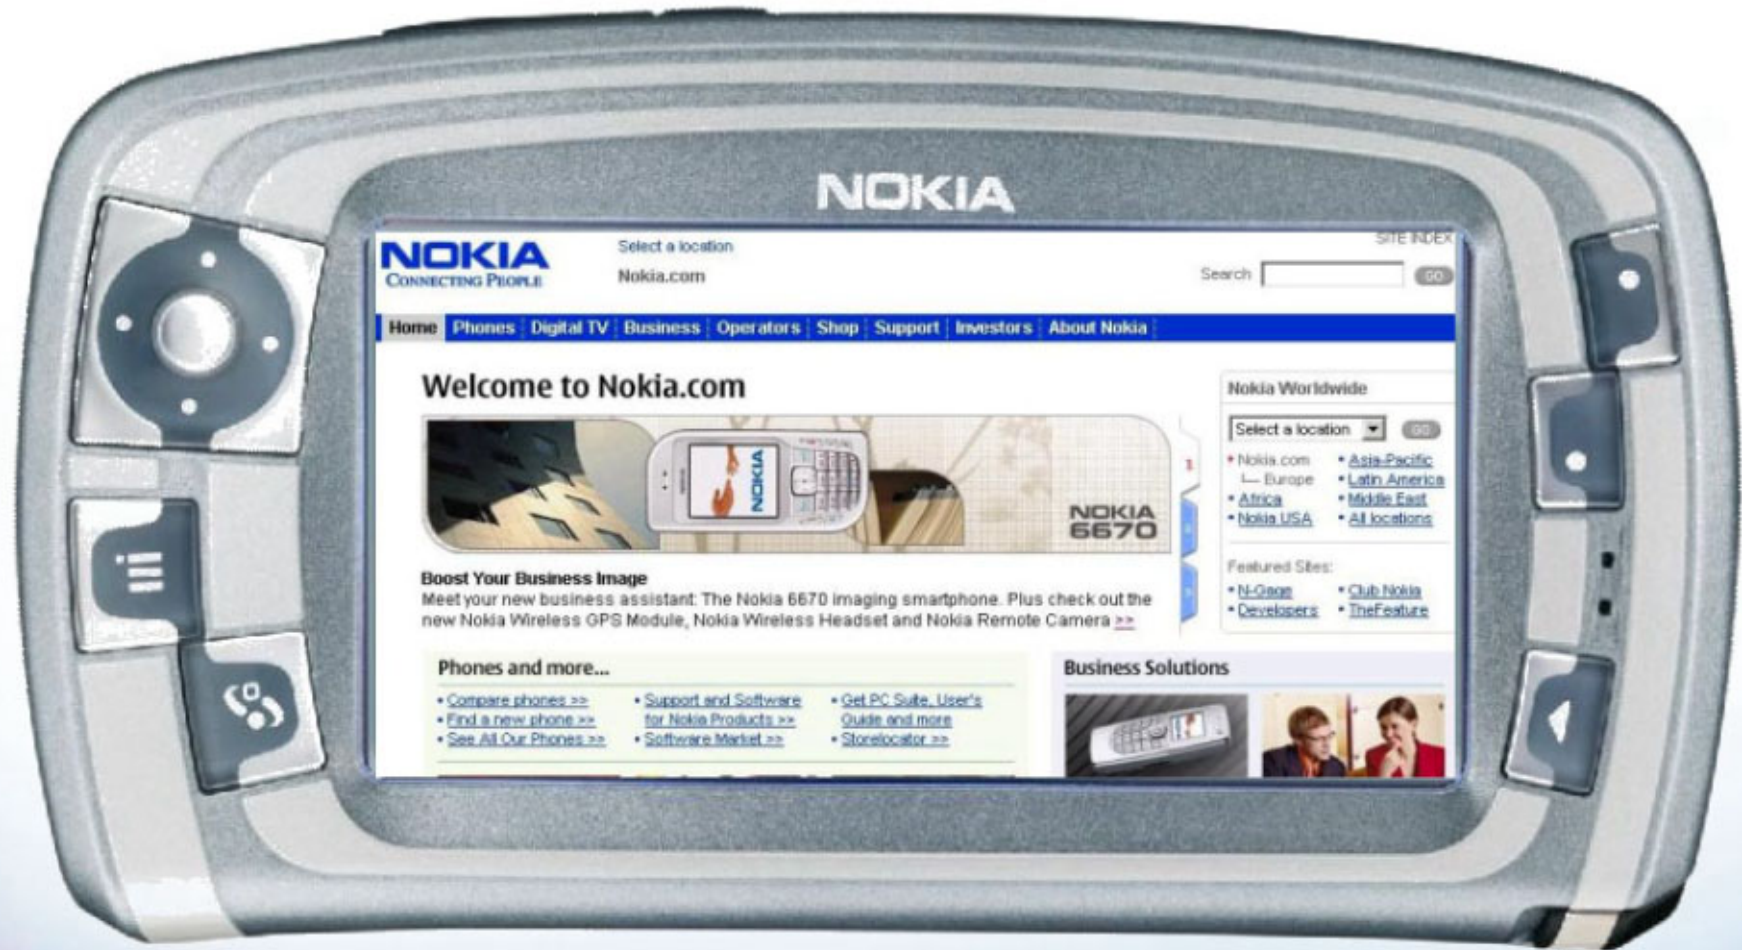 NOKIA
NOKIA
CONNECTING PEOPLE
Select a location
Nokia.com
SITE INDEX
Search GO
Home Phones Digital TV Business Operators Shop Support Investors About Nokia
Welcome to Nokia.com
NOKIA
NOKIA
6670
1
Boost Your Business Image
Meet your new business assistant: The Nokia 6670 imaging smartphone. Plus check out the
new Nokia Wireless GPS Module, Nokia Wireless Headset and Nokia Remote Camera >>
Nokia Worldwide
Select a location GO
Nokia.com
Europe
Africa
Nokia USA
Asia-Pacific
Latin America
Middle East
All locations
Featured Sites:
N-Gage
Developers
Club Nokia
TheFeature
Phones and more...
Compare phones >>
Find a new phone >>
See All Our Phones >>
Support and Software
for Nokia Products >>
Software Market >>
Get PC Suite, User's
Guide and more
Storelocator >>
Business Solutions